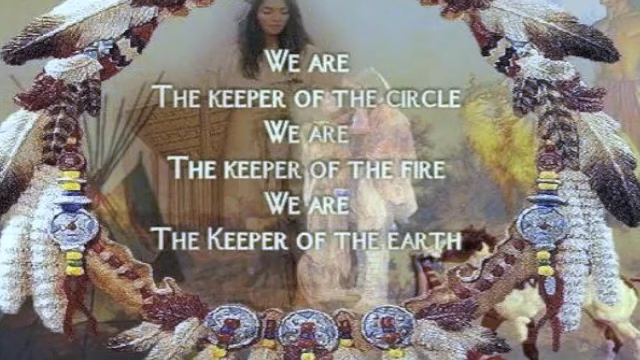 We are
The keeper of the circle
We are
The keeper of the fire
We are
The Keeper of the earth